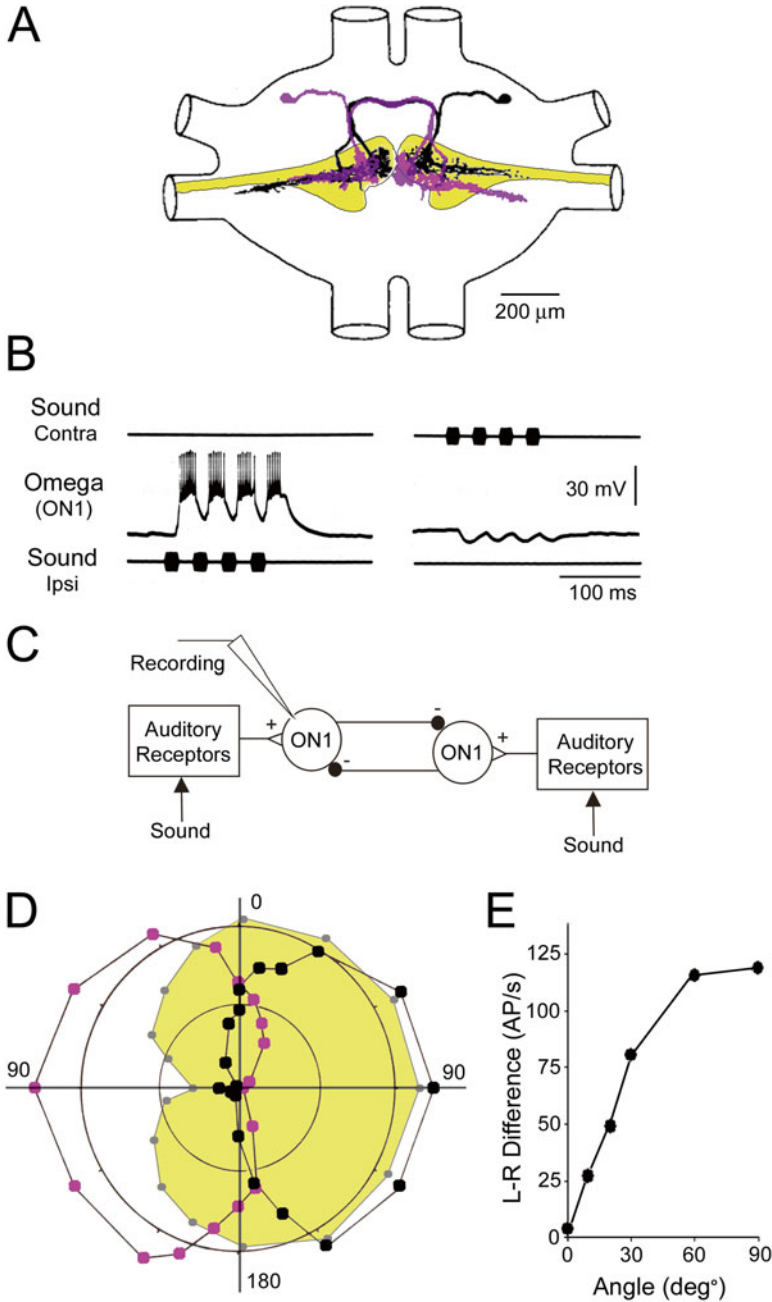 A
200 μm
B
Sound
Contra
Omega
(ON1)
30 mV
Sound
Ipsi
100 ms
C
Recording
Auditory
Receptors
+
ON1
-
-
ON1
+
Auditory
Receptors
Sound
Sound
D
0
90
90
180
E
L-R Difference (AP/s)
125
100
75
50
25
0
0
30
60
90
Angle (deg°)